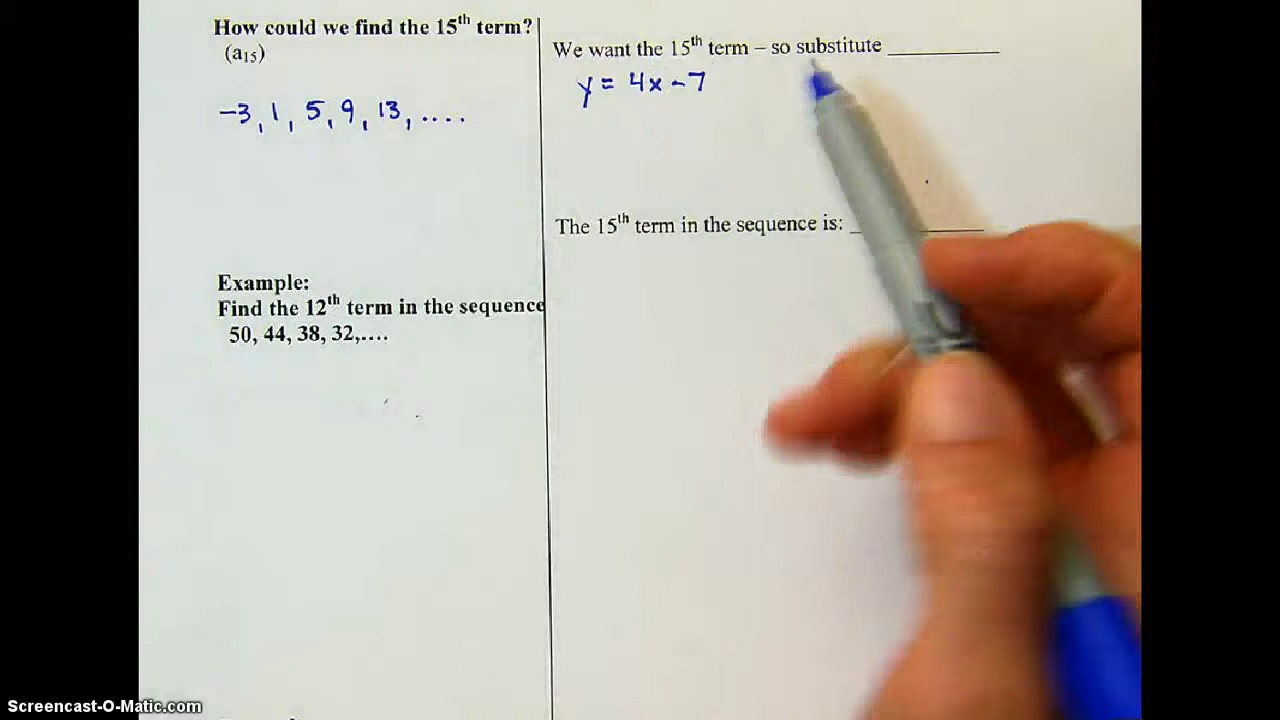 How could we find the 15th term?
(a15)
-3, 1, 5, 9, 13, ....
We want the 15th term – so substitute __________
y = 4x - 7
The 15th term in the sequence is: __________
Example:
Find the 12th term in the sequence
50, 44, 38, 32,....
Screencast-O-Matic.com